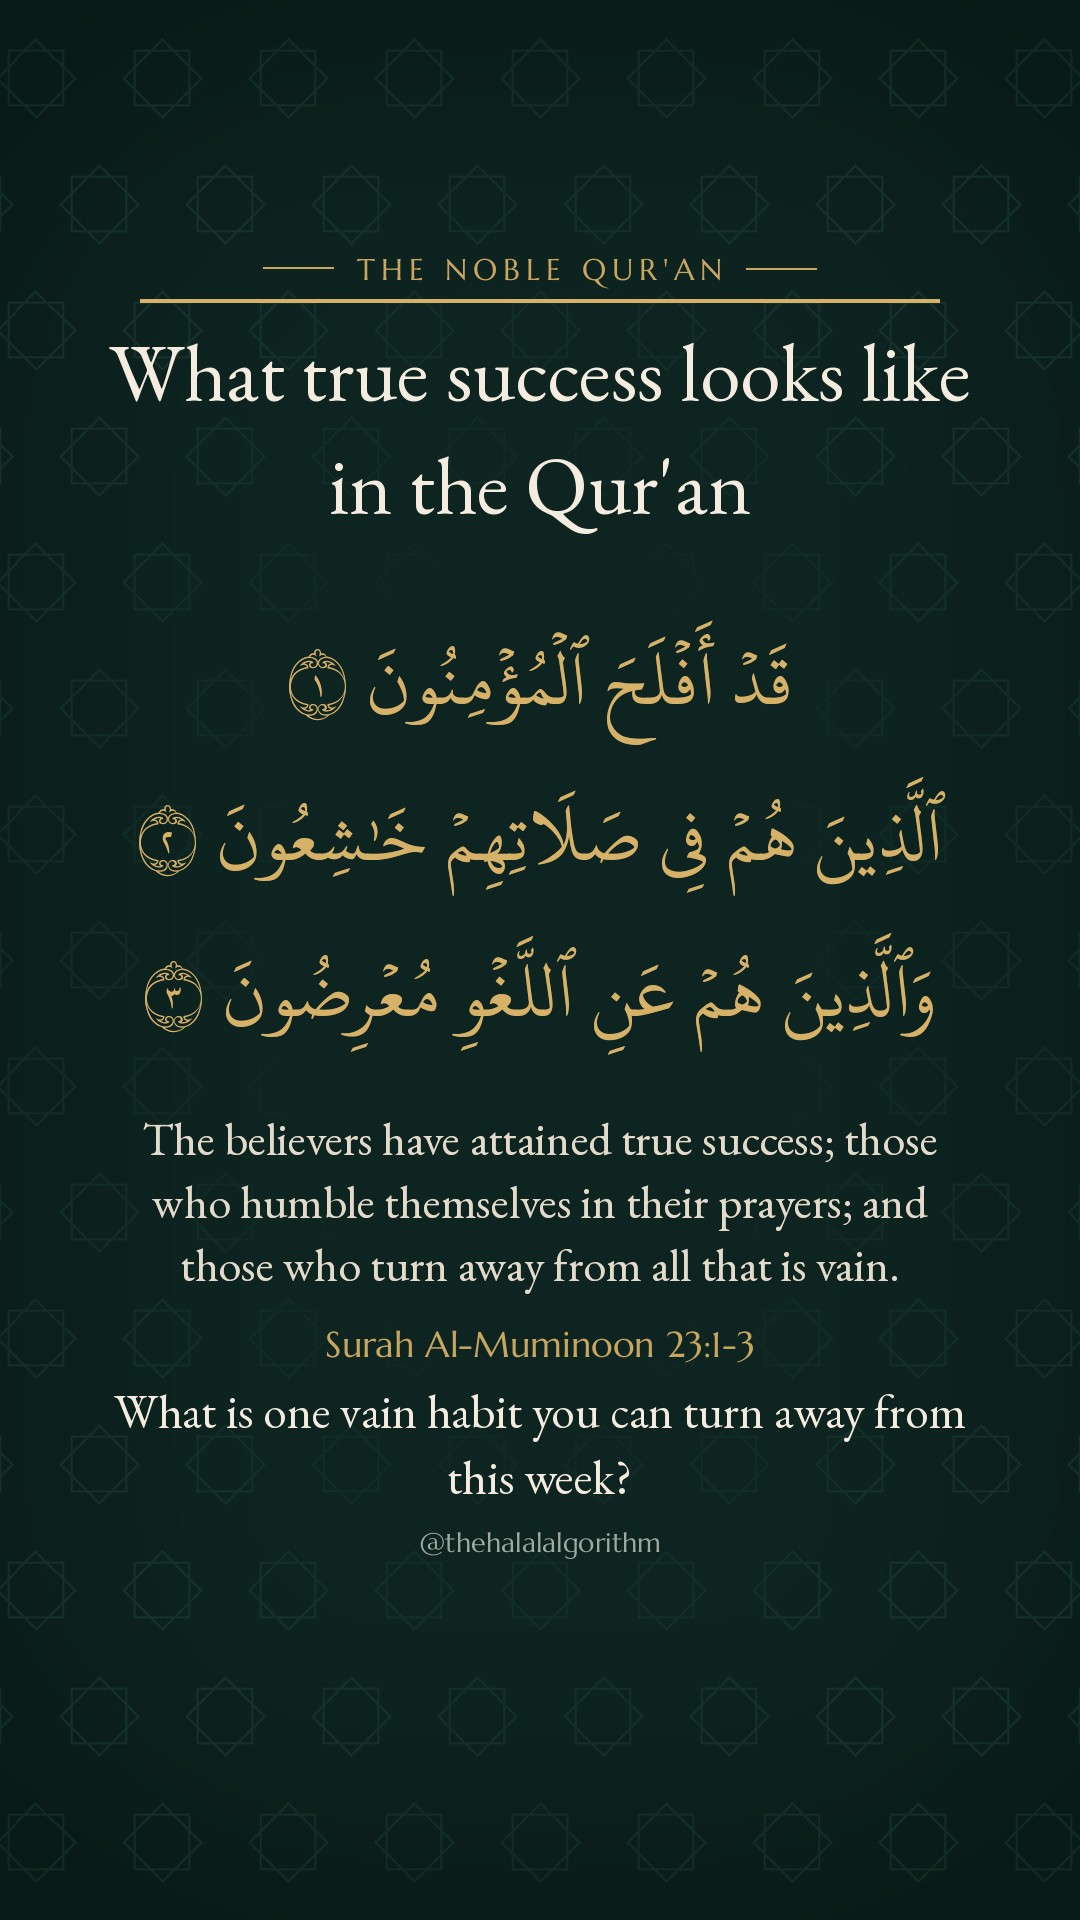 THE NOBLE QUR'AN
What true success looks like
in the Qur'an
قَدۡ أَفۡلَحَ ٱلۡمُؤۡمِنُونَ ١
ٱلَّذِينَ هُمۡ فِى صَلَاتِهِمۡ خَـٰشِعُونَ ٢
وَٱلَّذِينَ هُمۡ عَنِ ٱللَّغۡوِ مُعۡرِضُونَ ٣
The believers have attained true success; those
who humble themselves in their prayers; and
those who turn away from all that is vain.
Surah Al-Muminoon 23:1-3
What is one vain habit you can turn away from
this week?
@thehalalalgorithm